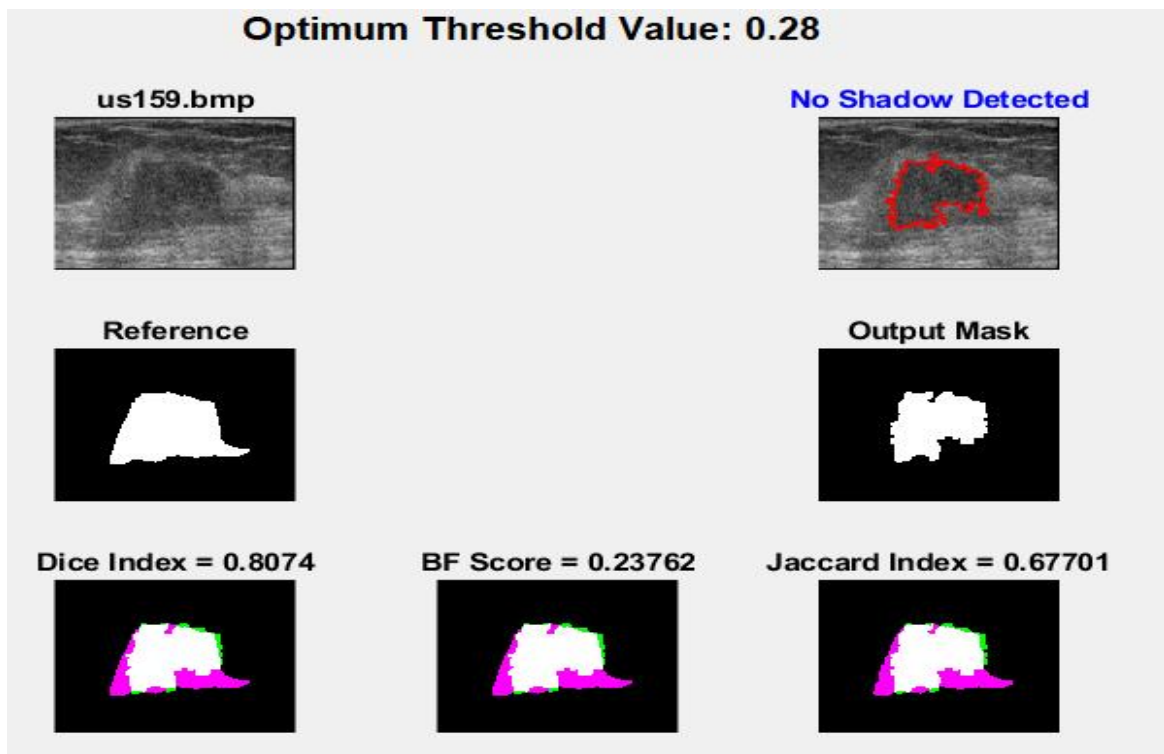 Optimum Threshold Value: 0.28
us159.bmp
No Shadow Detected
Reference
Output Mask
Dice Index = 0.8074
BF Score = 0.23762
Jaccard Index = 0.67701